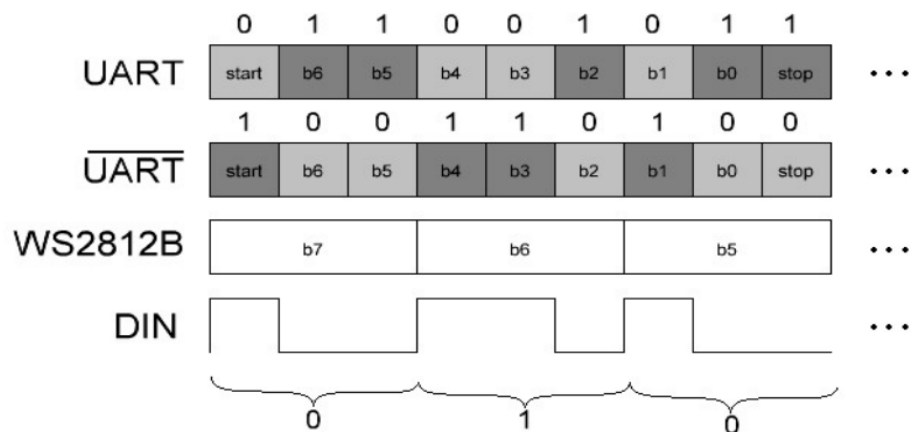 0 1 1 0 0 1 0 1 1
UART start b6 b5 b4 b3 b2 b1 b0 stop ...
1 0 0 1 1 0 1 0 0
UART start b6 b5 b4 b3 b2 b1 b0 stop ...
WS2812B b7 b6 b5 ...
DIN ...
0 1 0